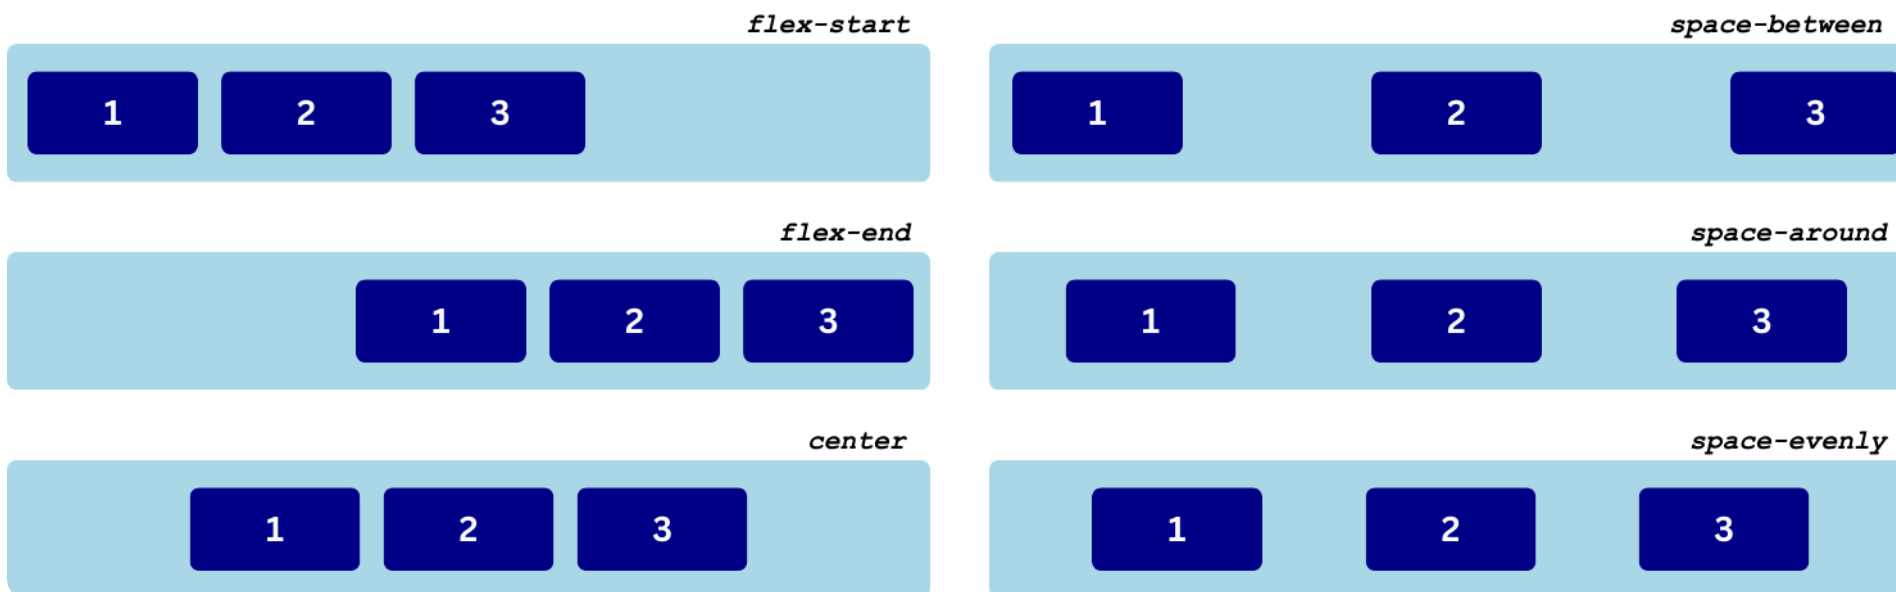 flex-start
1 2 3
flex-end
1 2 3
center
1 2 3
space-between
1 2 3
space-around
1 2 3
space-evenly
1 2 3